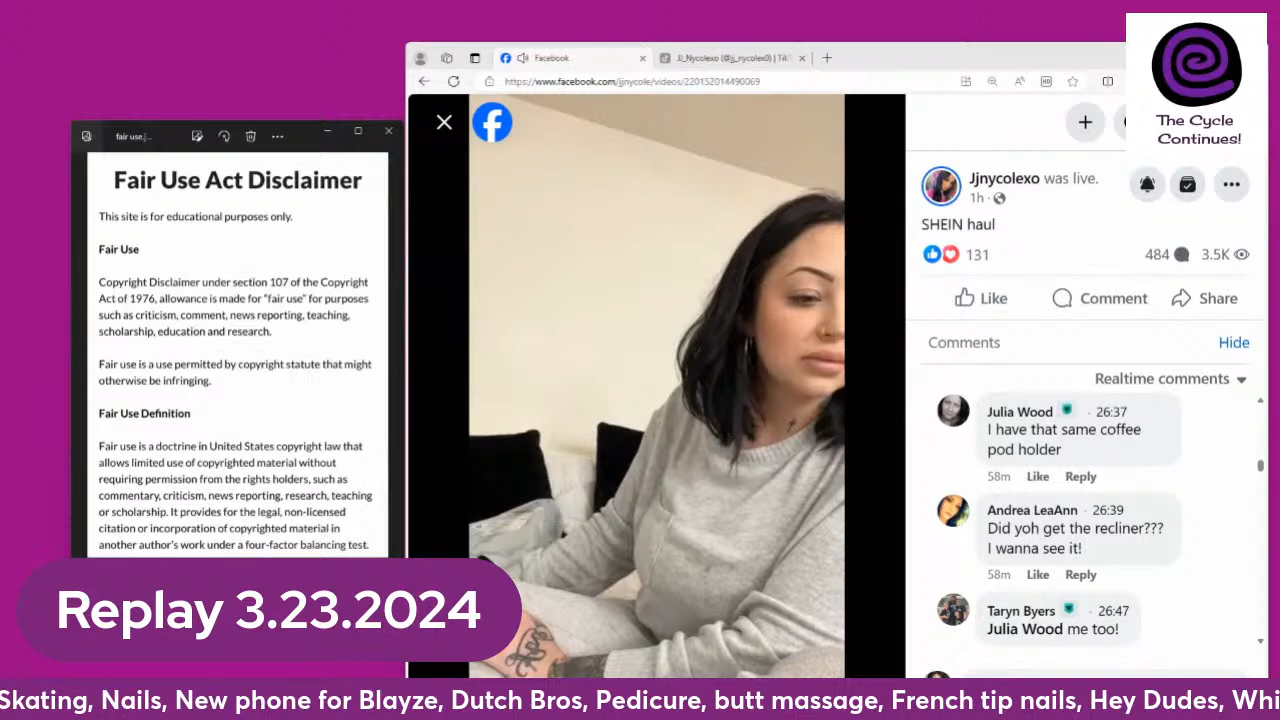 The Cycle
Continues!
Facebook
Jj_Nycolexo (@jj_nycolex0) | TikT
https://www.facebook.com/jjnycole/videos/220152014490069
fair use.j...
Fair Use Act Disclaimer
This site is for educational purposes only.
Fair Use
Copyright Disclaimer under section 107 of the Copyright
Act of 1976, allowance is made for "fair use" for purposes
such as criticism, comment, news reporting, teaching,
scholarship, education and research.
Fair use is a use permitted by copyright statute that might
otherwise be infringing.
Fair Use Definition
Fair use is a doctrine in United States copyright law that
allows limited use of copyrighted material without
requiring permission from the rights holders, such as
commentary, criticism, news reporting, research, teaching
or scholarship. It provides for the legal, non-licensed
citation or incorporation of copyrighted material in
another author's work under a four-factor balancing test.
Jjnycolexo was live.
1h ·
SHEIN haul
131
484 3.5K
Like Comment Share
Comments Hide
Realtime comments
Julia Wood · 26:37
I have that same coffee
pod holder
58m Like Reply
Andrea LeaAnn · 26:39
Did yoh get the recliner???
I wanna see it!
58m Like Reply
Taryn Byers · 26:47
Julia Wood me too!
Replay 3.23.2024
Skating, Nails, New phone for Blayze, Dutch Bros, Pedicure, butt massage, French tip nails, Hey Dudes, Whi